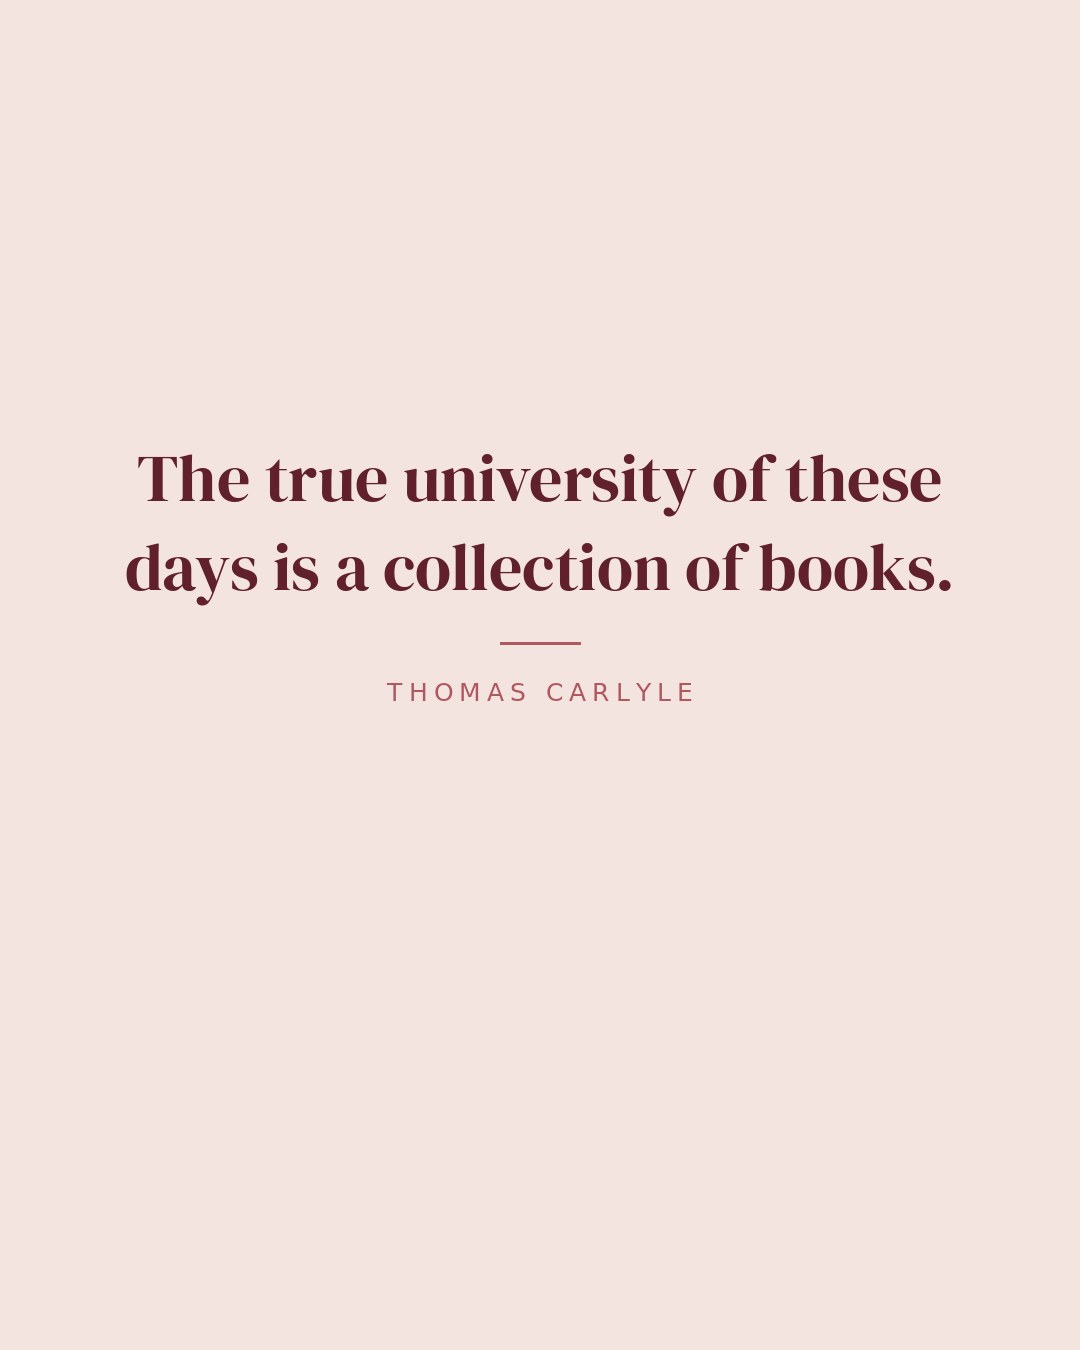 The true university of these
days is a collection of books.
THOMAS CARLYLE